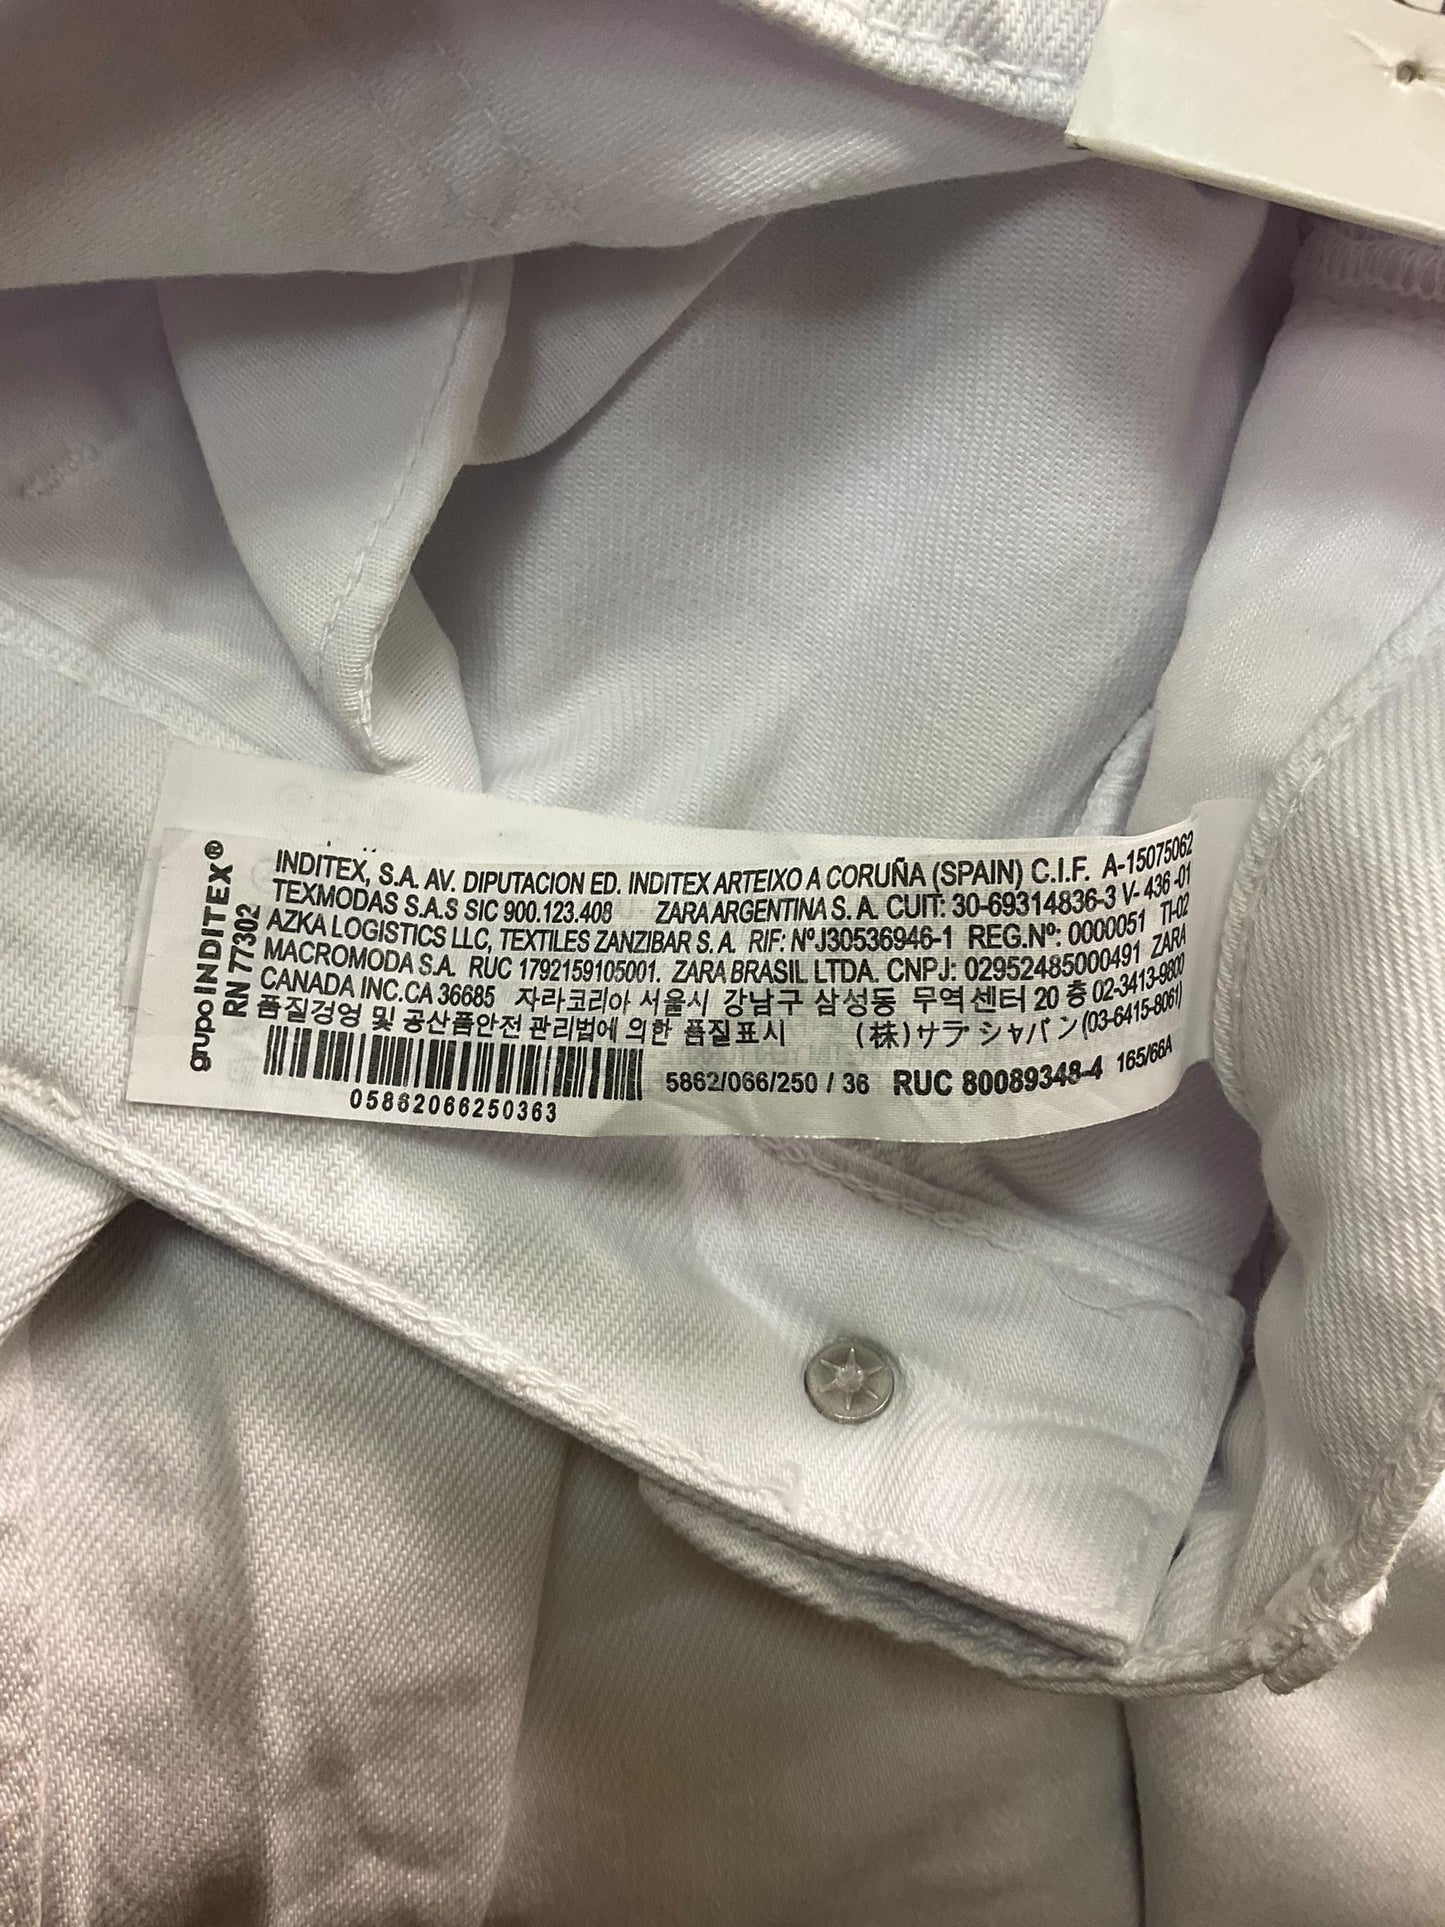 grupo INDITEX®
RN 77302
INDITEX, S.A. AV. DIPUTACION ED. INDITEX ARTEIXO A CORUÑA (SPAIN) C.I.F. A-15075062
TEXMODAS S.A.S SIC 900.123.408 ZARA ARGENTINA S. A. CUIT: 30-69314836-3 V- 436 -01
AZKA LOGISTICS LLC, TEXTILES ZANZIBAR S. A. RIF: Nº J30536946-1 REG.Nº: 0000051 TI-02
MACROMODA S.A. RUC 1792159105001. ZARA BRASIL LTDA. CNPJ: 02952485000491 ZARA
CANADA INC.CA 36685 자라코리아 서울시 강남구 삼성동 무역센터 20 층 02-3413-9800
품질경영 및 공산품안전 관리법에 의한 품질표시 (株)サラ ジャパン (03-6415-8061)
5862/066/250 / 36 RUC 80089348-4 165/66A
05862066250363